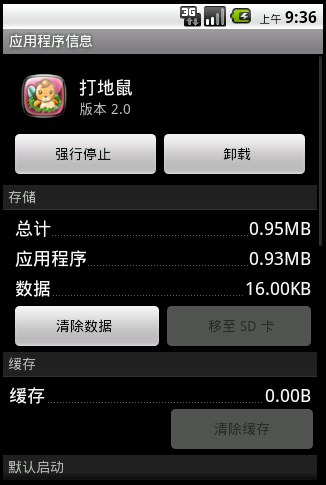 3G 上午 9:36
应用程序信息
打地鼠
版本 2.0
强行停止 卸载
存储
总计 0.95MB
应用程序 0.93MB
数据 16.00KB
清除数据 移至 SD 卡
缓存
缓存 0.00B
清除缓存
默认启动